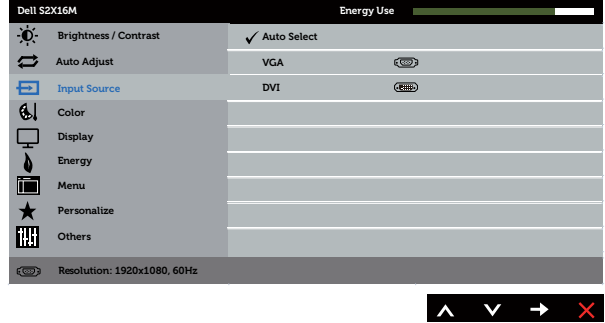 Dell S2X16M Energy Use
Brightness / Contrast Auto Select
Auto Adjust VGA
Input Source DVI
Color
Display
Energy
Menu
Personalize
Others
Resolution: 1920x1080, 60Hz